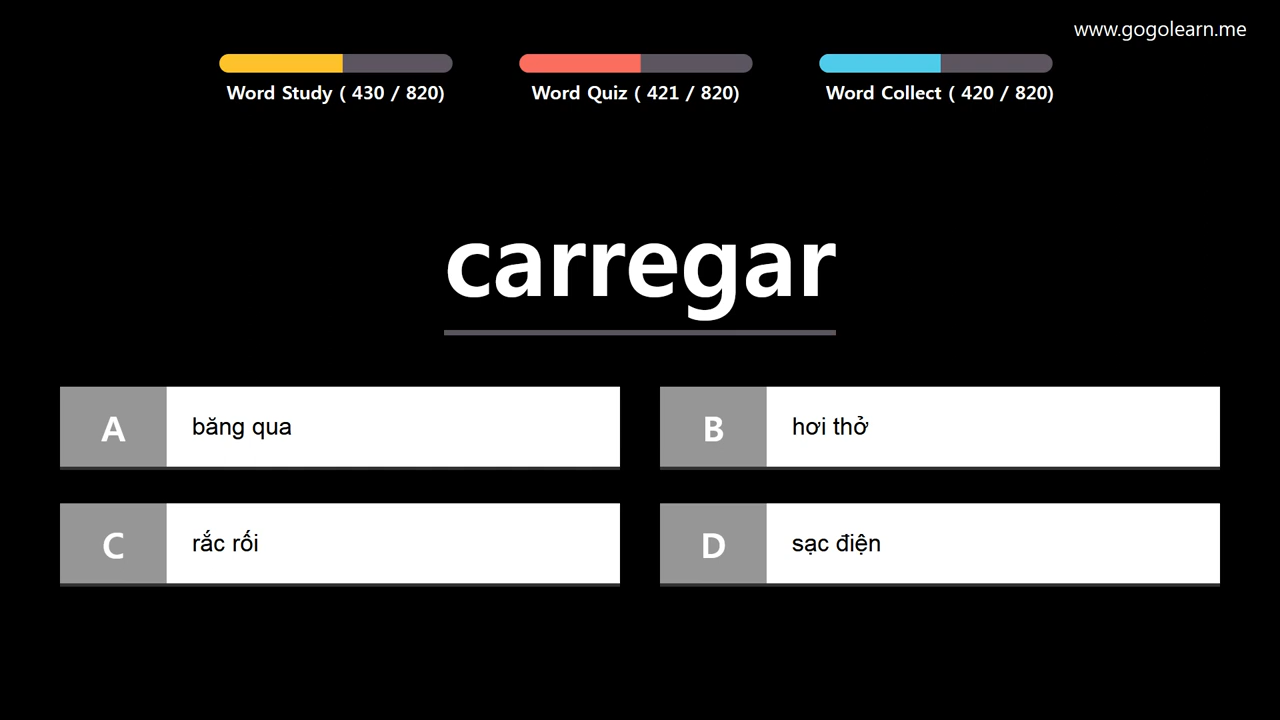 www.gogolearn.me
Word Study ( 430 / 820)
Word Quiz ( 421 / 820)
Word Collect ( 420 / 820)
carregar
A băng qua
B hơi thở
C rắc rối
D sạc điện